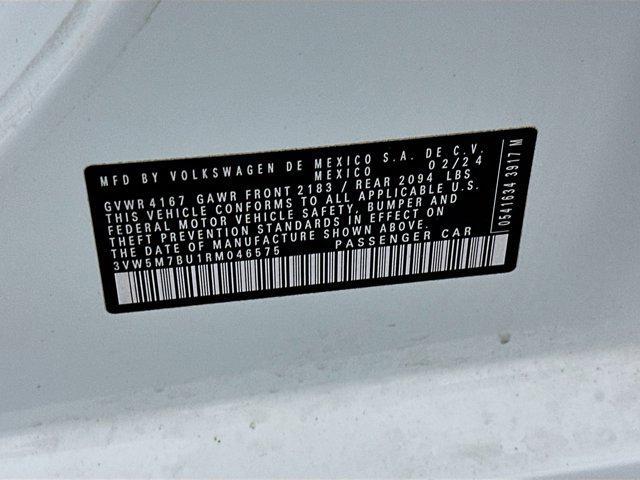 MFD BY VOLKSWAGEN DE MEXICO S.A. DE C.V.
MEXICO 02/24
GVWR 4167 GAWR FRONT 2183 / REAR 2094 LBS
THIS VEHICLE CONFORMS TO ALL APPLICABLE U.S.
FEDERAL MOTOR VEHICLE SAFETY, BUMPER AND
THEFT PREVENTION STANDARDS IN EFFECT ON
THE DATE OF MANUFACTURE SHOWN ABOVE.
3VW5M7BU1RM046575 PASSENGER CAR
0541634 3917 M